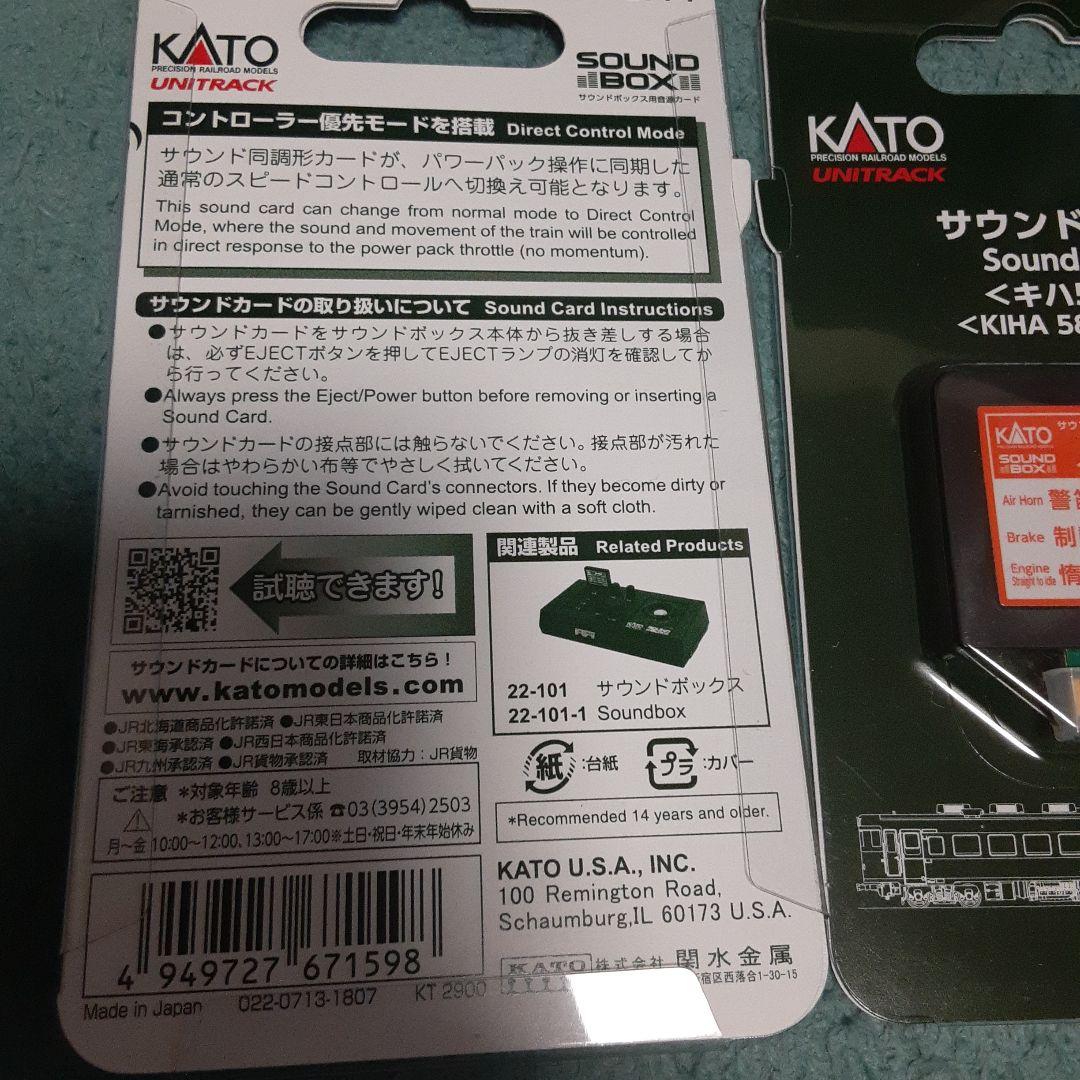 KATO
PRECISION RAILROAD MODELS
UNITRACK
SOUND
BOX
サウンドボックス用音源カード
コントローラー優先モードを搭載 Direct Control Mode
サウンド同調形カードが、パワーパック操作に同期した
通常のスピードコントロールへ切換え可能となります。
This sound card can change from normal mode to Direct Control
Mode, where the sound and movement of the train will be controlled
in direct response to the power pack throttle (no momentum).
サウンドカードの取り扱いについて Sound Card Instructions
●サウンドカードをサウンドボックス本体から抜き差しする場合
は、必ずEJECTボタンを押してEJECTランプの消灯を確認してか
ら行ってください。
●Always press the Eject/Power button before removing or inserting a
Sound Card.
●サウンドカードの接点部には触らないでください。接点部が汚れた
場合はやわらかい布等でやさしく拭いてください。
●Avoid touching the Sound Card's connectors. If they become dirty or
tarnished, they can be gently wiped clean with a soft cloth.
試聴できます!
サウンドカードについての詳細はこちら!
www.katomodels.com
●JR北海道商品化許諾済 ●JR東日本商品化許諾済
●JR東海承認済 ●JR西日本商品化許諾済
●JR九州承認済 ●JR貨物承認済 取材協力:JR貨物
ご注意 *対象年齢 8歳以上
*お客様サービス係 ☎03(3954)2503
月〜金 10:00〜12:00、13:00〜17:00※土日・祝日・年末年始休み
4 949727 671598
Made in Japan 022-0713-1807 KT 2900
関連製品 Related Products
22-101 サウンドボックス
22-101-1 Soundbox
紙 :台紙
プラ :カバー
*Recommended 14 years and older.
KATO U.S.A., INC.
100 Remington Road,
Schaumburg,IL 60173 U.S.A.
KATO 株式会社 関水金属
宿区西落合1-30-15
KATO
PRECISION RAILROAD MODELS
UNITRACK
サウンド
Sound
<キハ5
<KIHA 58
KATO
サウ
SOUND
BOX
Air Horn 警笛
Brake 制
Engine
Straight to idle 惰